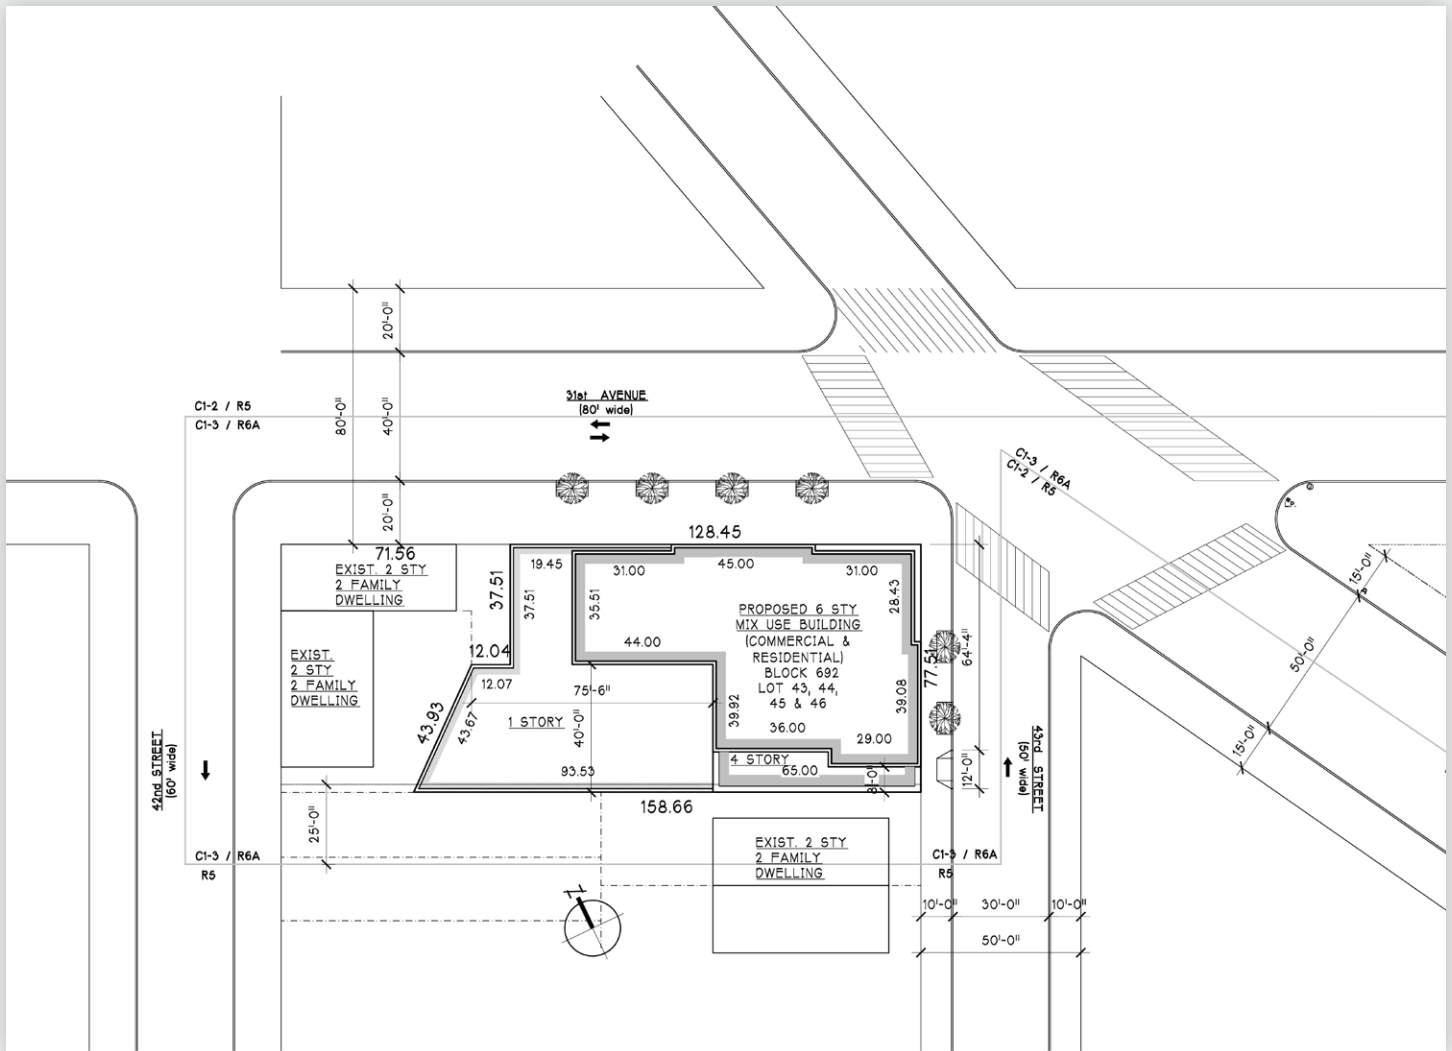 20'-0"
80'-0"
40'-0"
20'-0"
C1-2 / R5
C1-3 / R6A
31st AVENUE
(80' wide)
C1-3 / R6A
C1-2 / R5
128.45
71.56
EXIST. 2 STY
2 FAMILY
DWELLING
37.51
19.45
37.51
35.51
31.00
45.00
31.00
28.43
PROPOSED 6 STY
MIX USE BUILDING
(COMMERCIAL &
RESIDENTIAL)
BLOCK 692
LOT 43, 44,
45 & 46
44.00
12.04
12.07
EXIST.
2 STY
2 FAMILY
DWELLING
43.93
43.67
75'-6"
40'-0"
1 STORY
39.92
39.08
36.00
29.00
4 STORY
65.00
8'-0"
93.53
158.66
64'-4"
12'-0"
15'-0"
50'-0"
15'-0"
42nd STREET
(60' wide)
43rd STREET
(50' wide)
25'-0"
EXIST. 2 STY
2 FAMILY
DWELLING
C1-3 / R6A
R5
C1-3 / R6A
R5
N
10'-0"
30'-0"
10'-0"
50'-0"